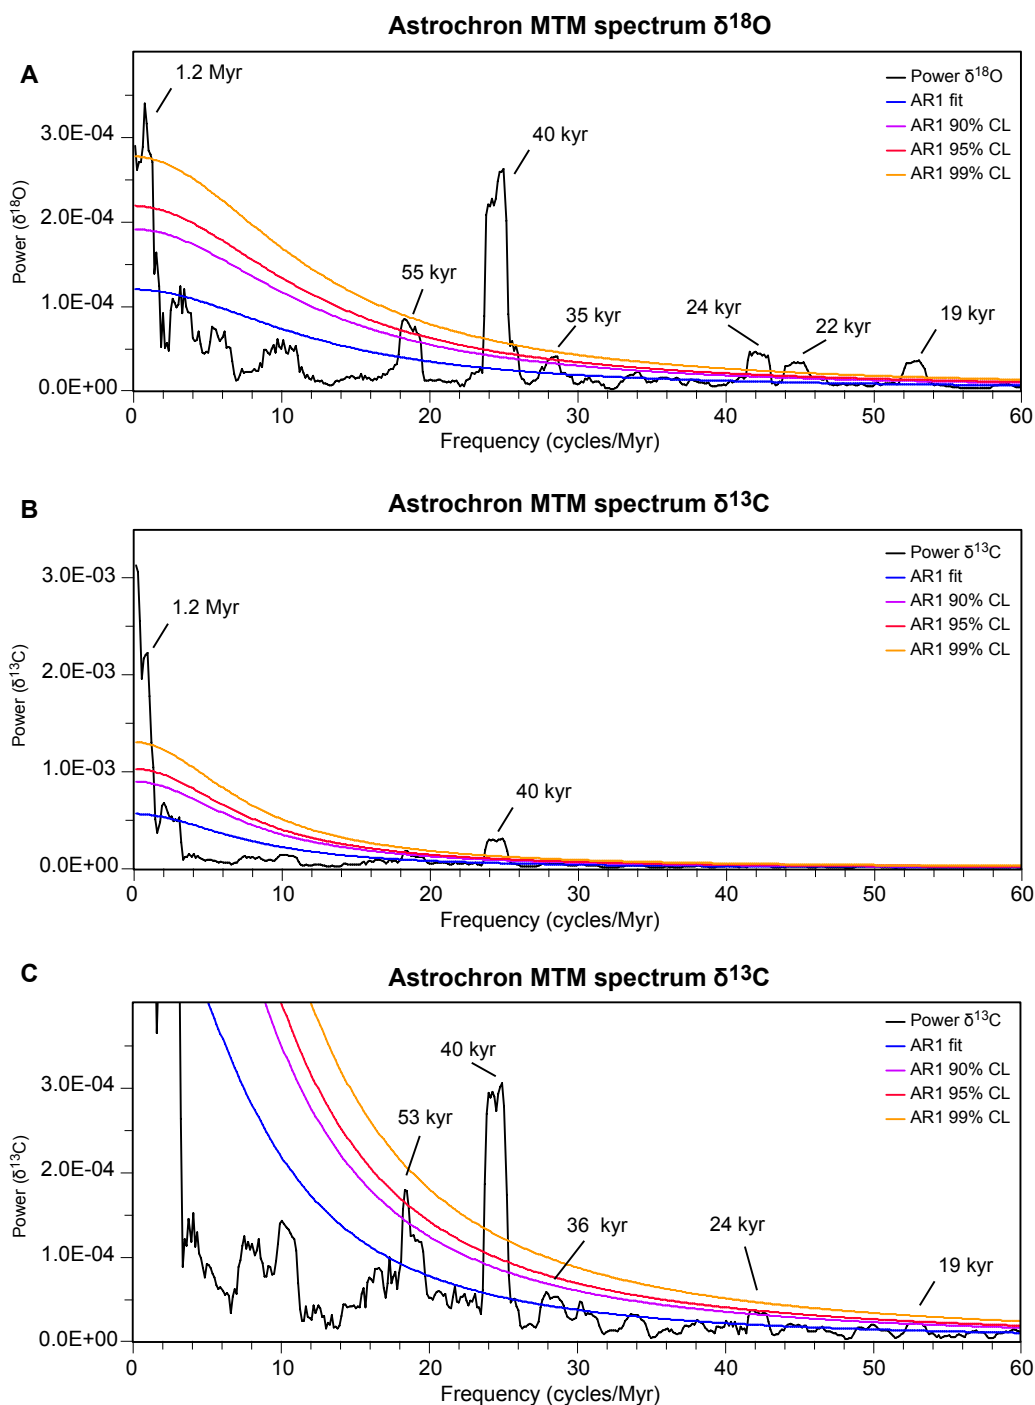 Astrochron MTM spectrum δ¹⁸O
A
1.2 Myr
40 kyr
55 kyr
35 kyr
24 kyr
22 kyr
19 kyr
Power δ¹⁸O
AR1 fit
AR1 90% CL
AR1 95% CL
AR1 99% CL
Power (δ¹⁸O)
3.0E-04
2.0E-04
1.0E-04
0.0E+00
0 10 20 30 40 50 60
Frequency (cycles/Myr)
Astrochron MTM spectrum δ¹³C
B
1.2 Myr
40 kyr
Power δ¹³C
AR1 fit
AR1 90% CL
AR1 95% CL
AR1 99% CL
Power (δ¹³C)
3.0E-03
2.0E-03
1.0E-03
0.0E+00
0 10 20 30 40 50 60
Frequency (cycles/Myr)
C
Astrochron MTM spectrum δ¹³C
40 kyr
53 kyr
36 kyr
24 kyr
19 kyr
Power δ¹³C
AR1 fit
AR1 90% CL
AR1 95% CL
AR1 99% CL
Power (δ¹³C)
3.0E-04
2.0E-04
1.0E-04
0.0E+00
0 10 20 30 40 50 60
Frequency (cycles/Myr)